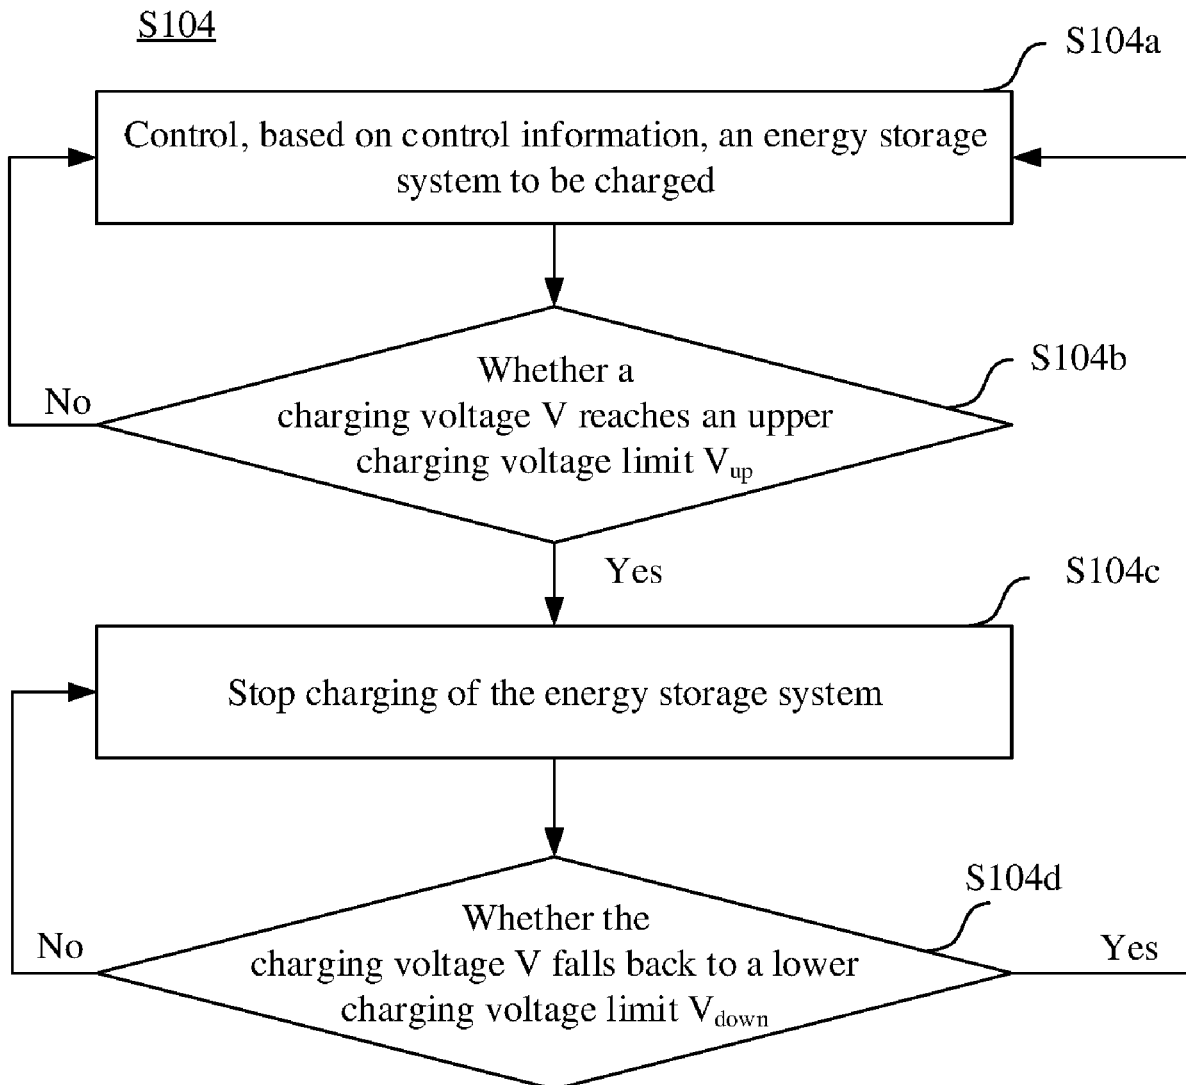 S104
S104a
Control, based on control information, an energy storage
system to be charged
S104b
Whether a
charging voltage V reaches an upper
charging voltage limit Vup
No
Yes
S104c
Stop charging of the energy storage system
S104d
Whether the
charging voltage V falls back to a lower
charging voltage limit Vdown
No
Yes